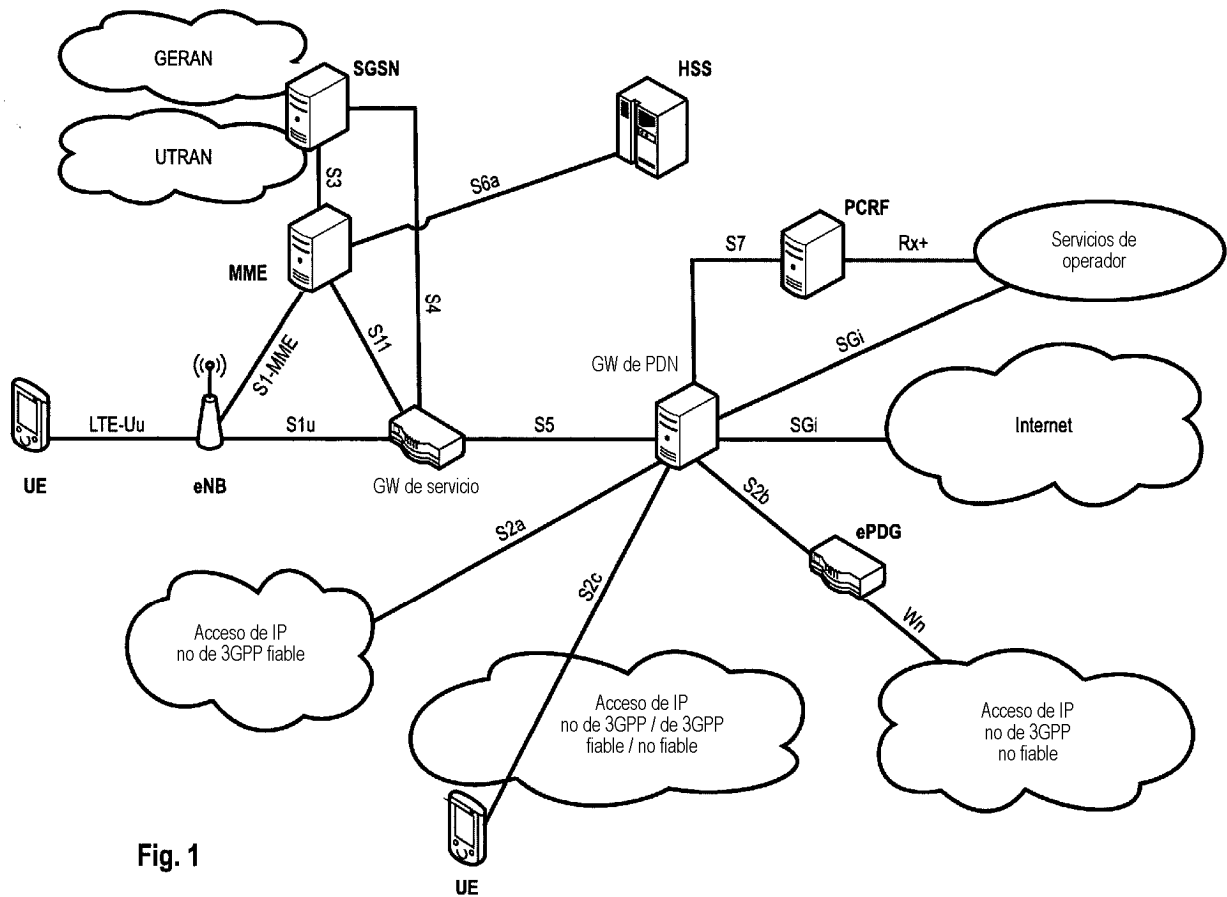 GERAN
SGSN
HSS
UTRAN
S3
S6a
PCRF
MME
S7
Rx+
Servicios de
operador
S4
S11
S1-MME
SGi
GW de PDN
LTE-Uu
S1u
S5
SGi
Internet
UE
eNB
GW de servicio
S2b
S2a
ePDG
S2c
Wn
Acceso de IP
no de 3GPP fiable
Acceso de IP
no de 3GPP / de 3GPP
fiable / no fiable
Acceso de IP
no de 3GPP
no fiable
Fig. 1
UE